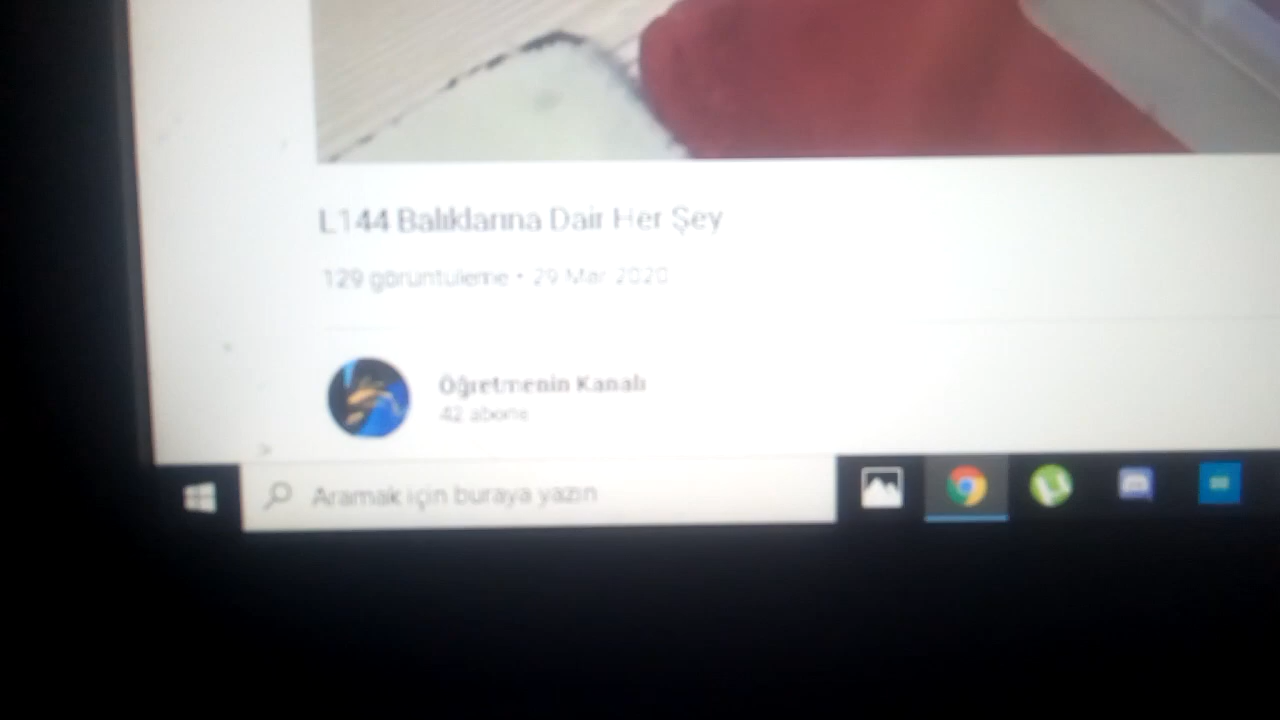 L144 Balıklarına Dair Her Şey
129 görüntüleme • 29 Mar 2020
Öğretmenin Kanalı
42 abone
Aramak için buraya yazın